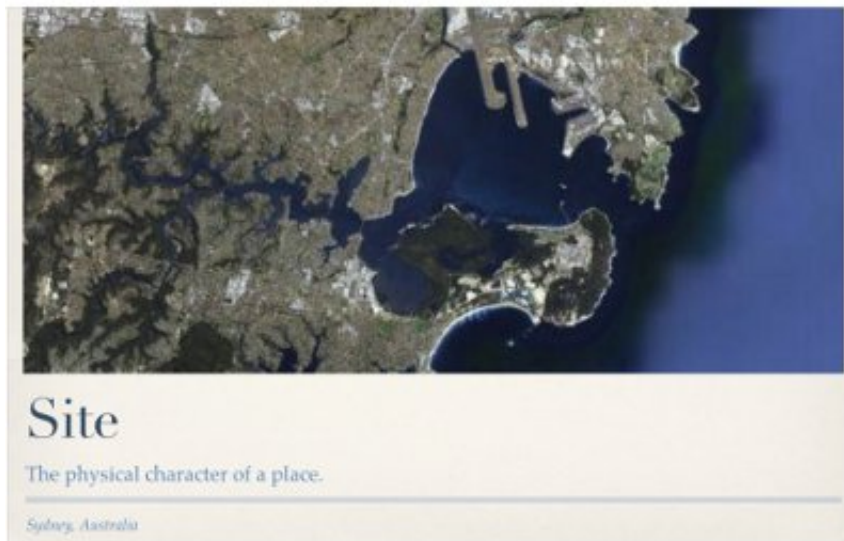 Site
The physical character of a place.
Sydney, Australia